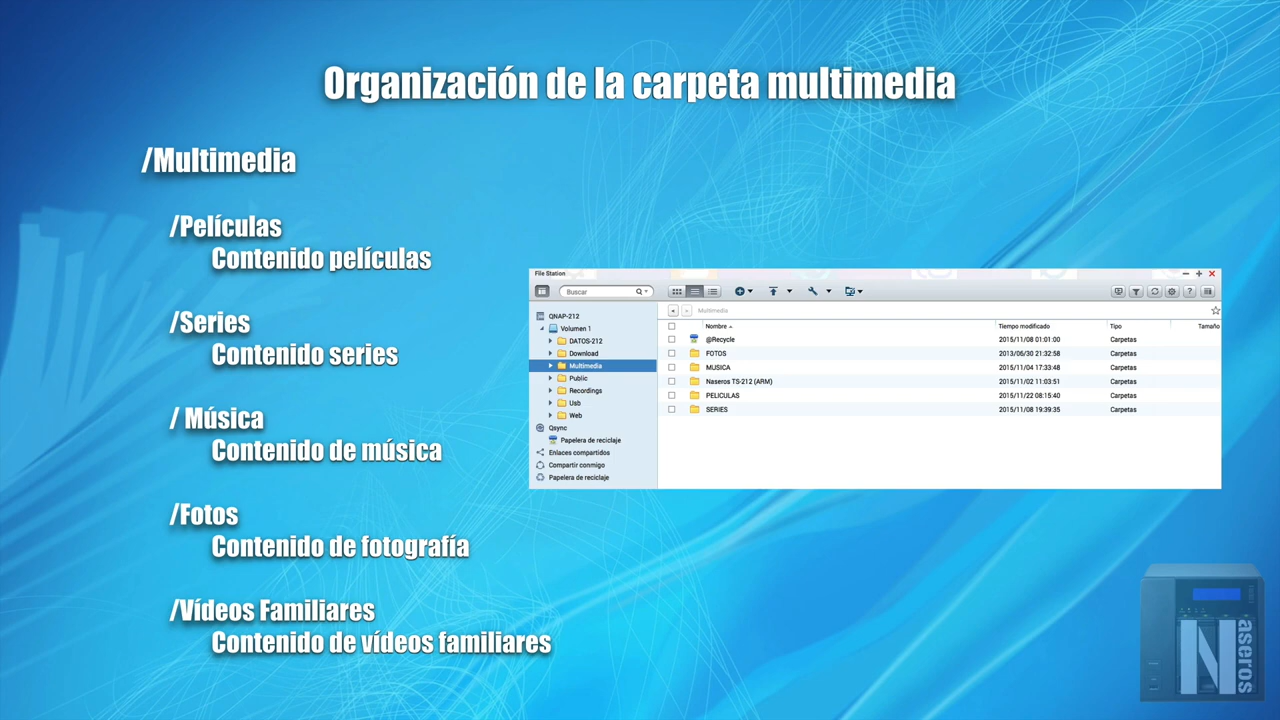 Organización de la carpeta multimedia
/Multimedia
/Películas
Contenido películas
/Series
Contenido series
/ Música
Contenido de música
/Fotos
Contenido de fotografía
/Vídeos Familiares
Contenido de vídeos familiares
File Station
Buscar
QNAP-212
Volumen 1
DATOS-212
Download
Multimedia
Public
Recordings
Usb
Web
Qsync
Papelera de reciclaje
Enlaces compartidos
Compartir conmigo
Papelera de reciclaje
Multimedia
Nombre Tiempo modificado Tipo Tamaño
@Recycle 2015/11/08 01:01:00 Carpetas
FOTOS 2013/06/30 21:32:58 Carpetas
MUSICA 2015/11/04 17:33:48 Carpetas
Naseros TS-212 (ARM) 2015/11/02 11:03:51 Carpetas
PELICULAS 2015/11/22 08:15:40 Carpetas
SERIES 2015/11/08 19:39:35 Carpetas
Naseros